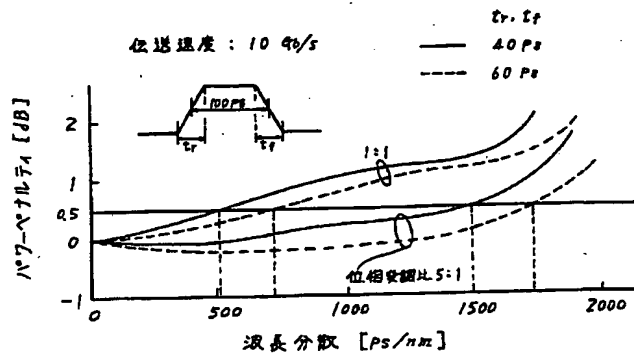 伝送速度 : 10 Gb/s
tr, tf
40 Ps
60 Ps
100 PS
tr
tf
パワーペナルティ [dB]
2
1
0.5
0
-1
1:1
位相変調比 5:1
0
500
1000
1500
2000
波長分散 [PS/nm]